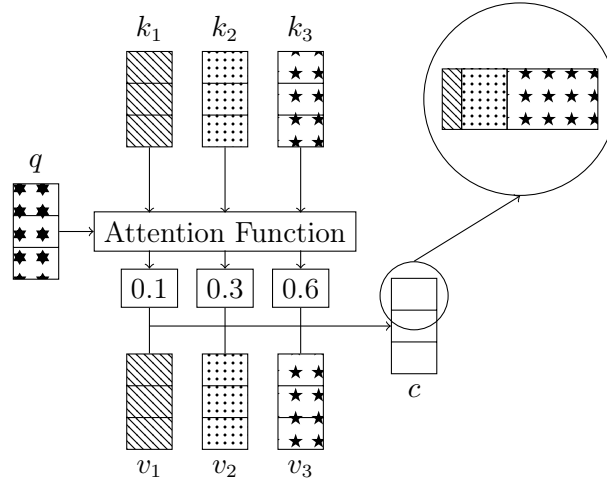 k1 k2 k3
q
Attention Function
0.1 0.3 0.6
c
v1 v2 v3